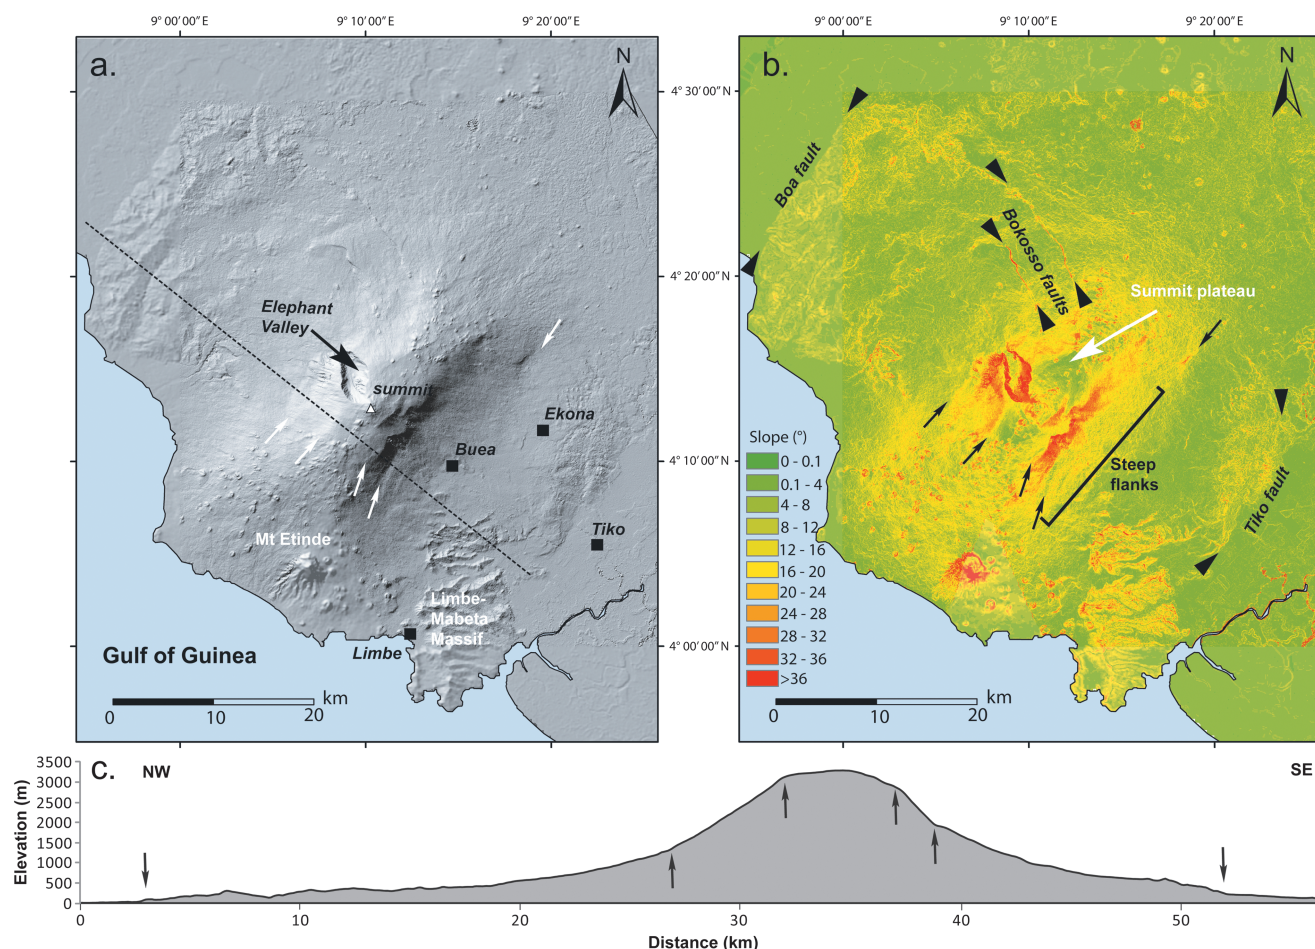 9° 00' 00" E
9° 10' 00" E
9° 20' 00" E
9° 00' 00" E
9° 10' 00" E
9° 20' 00" E
a.
N
Elephant
Valley
summit
Ekona
Buea
Tiko
Mt Etinde
Limbe-
Mabeta
Massif
Limbe
Gulf of Guinea
km
0
10
20
4° 30' 00" N
4° 20' 00" N
4° 10' 00" N
4° 00' 00" N
b.
N
Boa fault
Bokosso faults
Summit plateau
Steep
flanks
Tiko fault
Slope (°)
0 - 0.1
0.1 - 4
4 - 8
8 - 12
12 - 16
16 - 20
20 - 24
24 - 28
28 - 32
32 - 36
>36
km
0
10
20
c.
NW
SE
Elevation (m)
3500
3000
2500
2000
1500
1000
500
0
0
10
20
30
40
50
Distance (km)